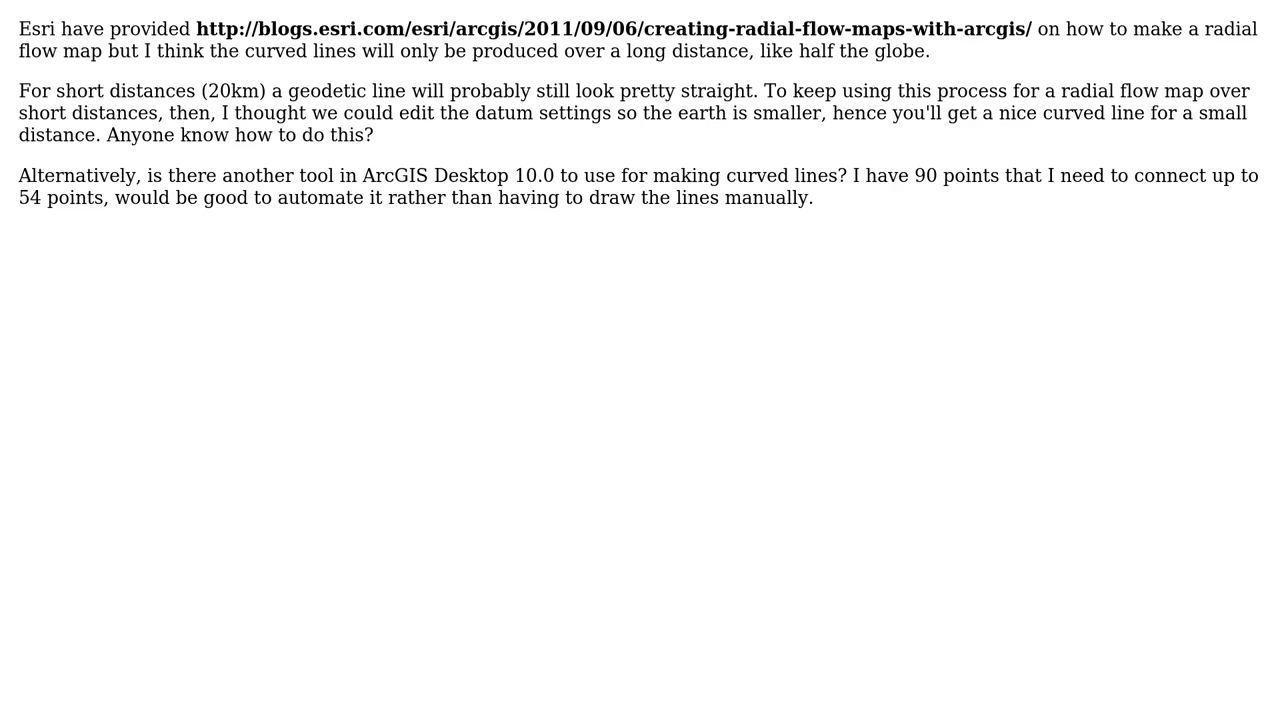 Esri have provided http://blogs.esri.com/esri/arcgis/2011/09/06/creating-radial-flow-maps-with-arcgis/ on how to make a radial
flow map but I think the curved lines will only be produced over a long distance, like half the globe.
For short distances (20km) a geodetic line will probably still look pretty straight. To keep using this process for a radial flow map over
short distances, then, I thought we could edit the datum settings so the earth is smaller, hence you'll get a nice curved line for a small
distance. Anyone know how to do this?
Alternatively, is there another tool in ArcGIS Desktop 10.0 to use for making curved lines? I have 90 points that I need to connect up to
54 points, would be good to automate it rather than having to draw the lines manually.